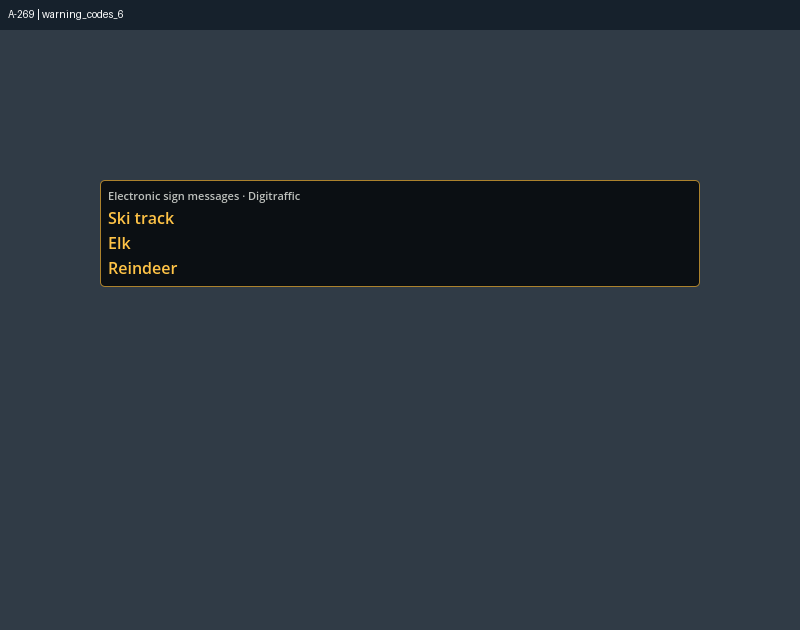 A-269 | warning_codes_6
Electronic sign messages · Digitraffic
Ski track
Elk
Reindeer